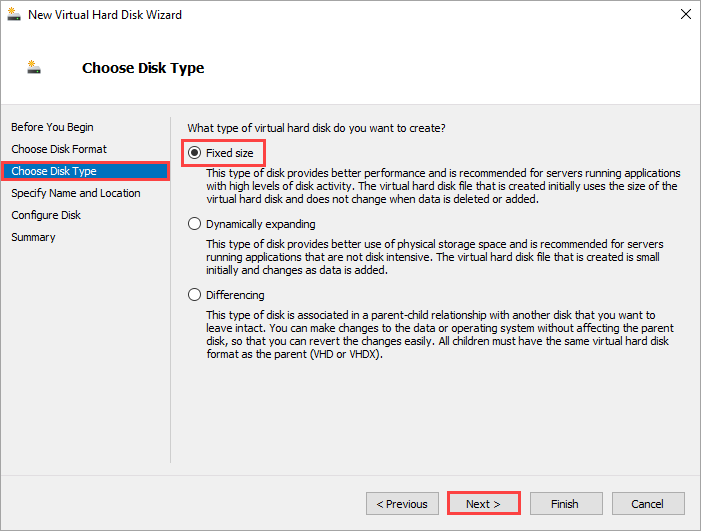 New Virtual Hard Disk Wizard
Choose Disk Type
Before You Begin
Choose Disk Format
Choose Disk Type
Specify Name and Location
Configure Disk
Summary
What type of virtual hard disk do you want to create?
Fixed size
This type of disk provides better performance and is recommended for servers running applications
with high levels of disk activity. The virtual hard disk file that is created initially uses the size of the
virtual hard disk and does not change when data is deleted or added.
Dynamically expanding
This type of disk provides better use of physical storage space and is recommended for servers
running applications that are not disk intensive. The virtual hard disk file that is created is small
initially and changes as data is added.
Differencing
This type of disk is associated in a parent-child relationship with another disk that you want to
leave intact. You can make changes to the data or operating system without affecting the parent
disk, so that you can revert the changes easily. All children must have the same virtual hard disk
format as the parent (VHD or VHDX).
< Previous
Next >
Finish
Cancel